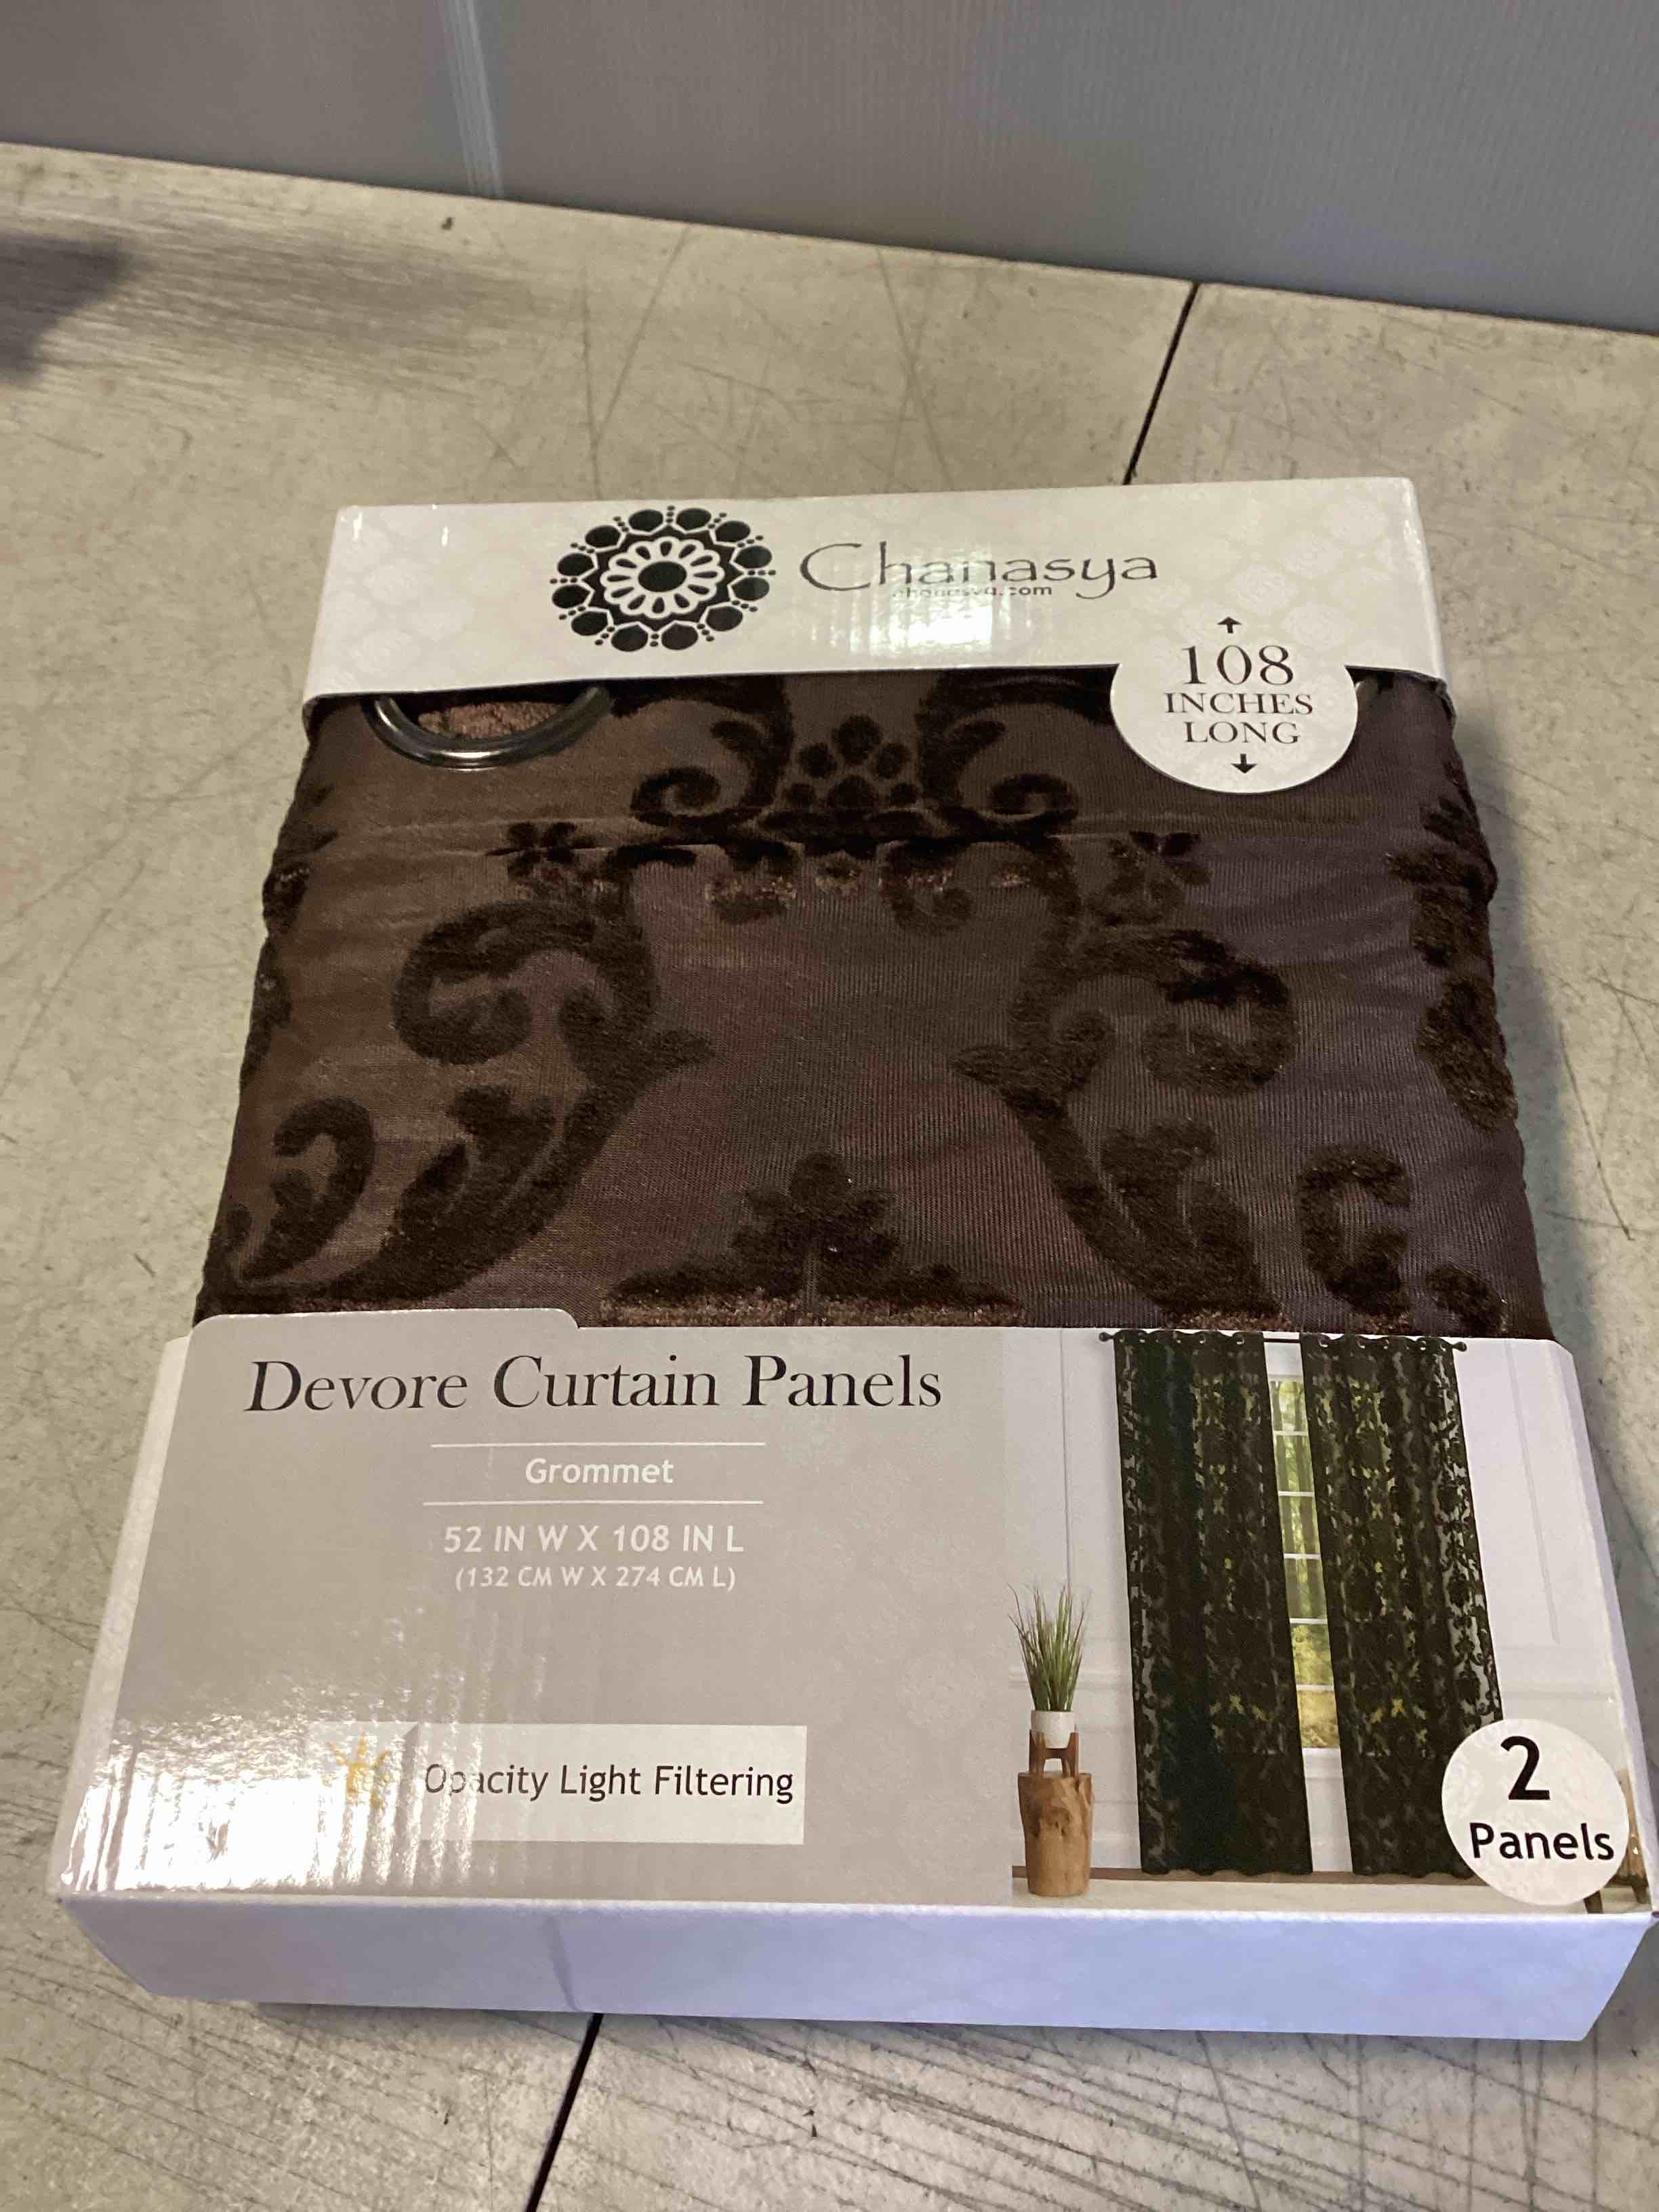 Chanasya
chanasya.com
108
INCHES
LONG
Devore Curtain Panels
Grommet
52 IN W X 108 IN L
(132 CM W X 274 CM L)
Opacity Light Filtering
2
Panels